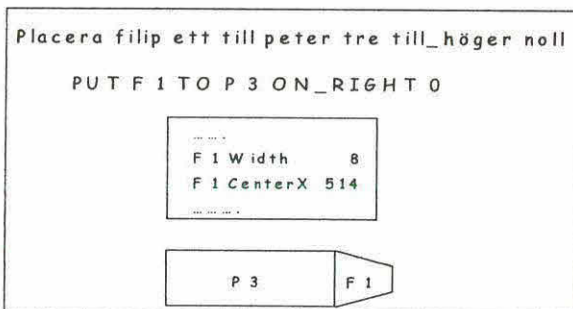 Placera filip ett till peter tre till_höger noll
PUT F 1 TO P 3 ON_RIGHT 0
... ... .
F 1 Width 8
F 1 CenterX 514
... ... ... .
P 3 F 1